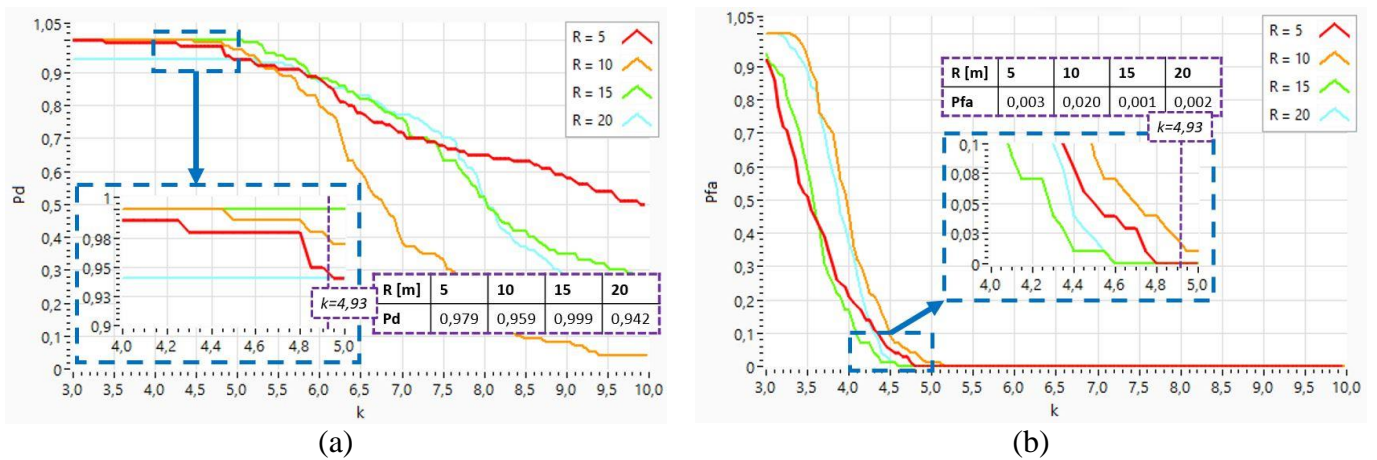 1,05
0,9
0,8
0,7
0,6
0,5
0,4
0,3
0,2
0,1
0
Pd
3,0 3,5 4,0 4,5 5,0 5,5 6,0 6,5 7,0 7,5 8,0 8,5 9,0 9,5 10,0
k
R = 5
R = 10
R = 15
R = 20
1
0,98
0,95
0,93
0,9
4,0 4,2 4,4 4,6 4,8 5,0
k=4,93
R [m] 5 10 15 20
Pd 0,979 0,959 0,999 0,942
(a)
1,05
0,9
0,8
0,7
0,6
0,5
0,4
0,3
0,2
0,1
0
Pfa
3,0 3,5 4,0 4,5 5,0 5,5 6,0 6,5 7,0 7,5 8,0 8,5 9,0 9,5 10,0
k
R = 5
R = 10
R = 15
R = 20
R [m] 5 10 15 20
Pfa 0,003 0,020 0,001 0,002
k=4,93
0,1
0,08
0,05
0,03
0
4,0 4,2 4,4 4,6 4,8 5,0
(b)